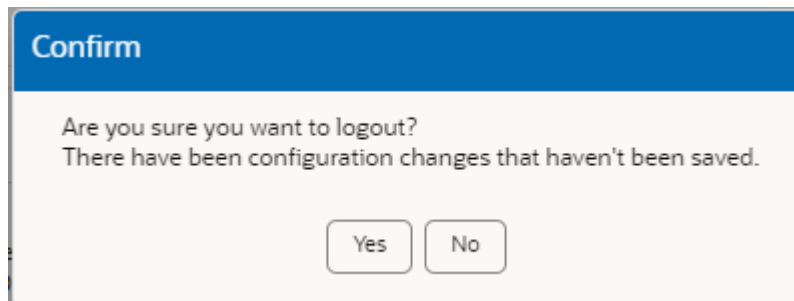 Confirm
Are you sure you want to logout?
There have been configuration changes that haven't been saved.
Yes No